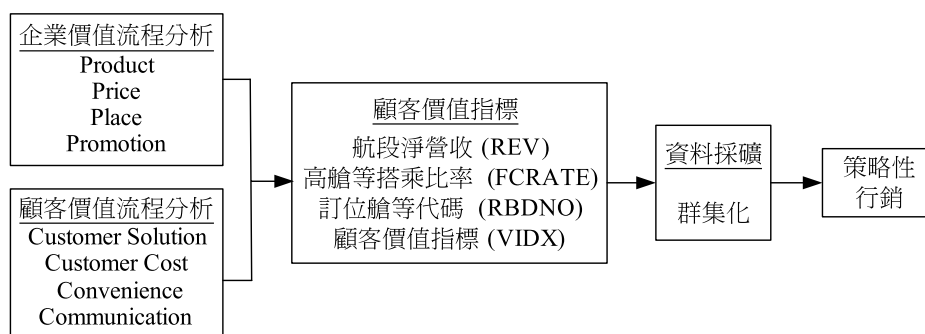 企業價值流程分析
Product
Price
Place
Promotion
顧客價值流程分析
Customer Solution
Customer Cost
Convenience
Communication
顧客價值指標
航段淨營收 (REV)
高艙等搭乘比率 (FCRATE)
訂位艙等代碼 (RBDNO)
顧客價值指標 (VIDX)
資料採礦
群集化
策略性
行銷